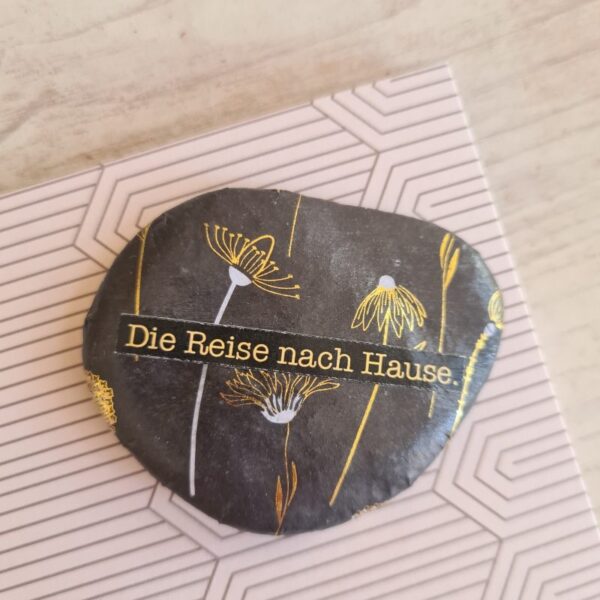 Die Reise nach Hause.